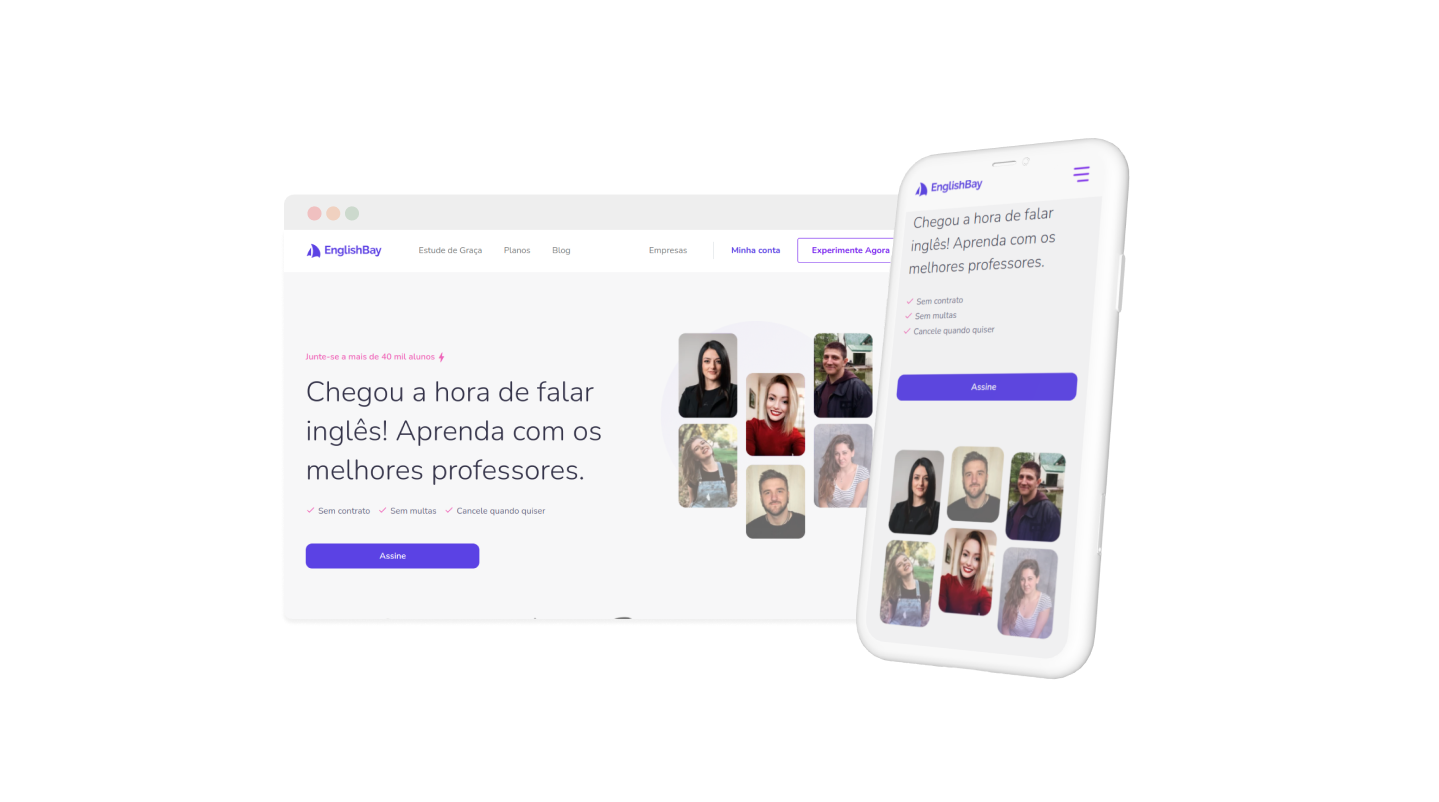 EnglishBay
Estude de Graça
Planos
Blog
Empresas
Minha conta
Experimente Agora
Junte-se a mais de 40 mil alunos
Chegou a hora de falar
inglês! Aprenda com os
melhores professores.
Sem contrato
Sem multas
Cancele quando quiser
Assine
EnglishBay
Chegou a hora de falar
inglês! Aprenda com os
melhores professores.
Sem contrato
Sem multas
Cancele quando quiser
Assine